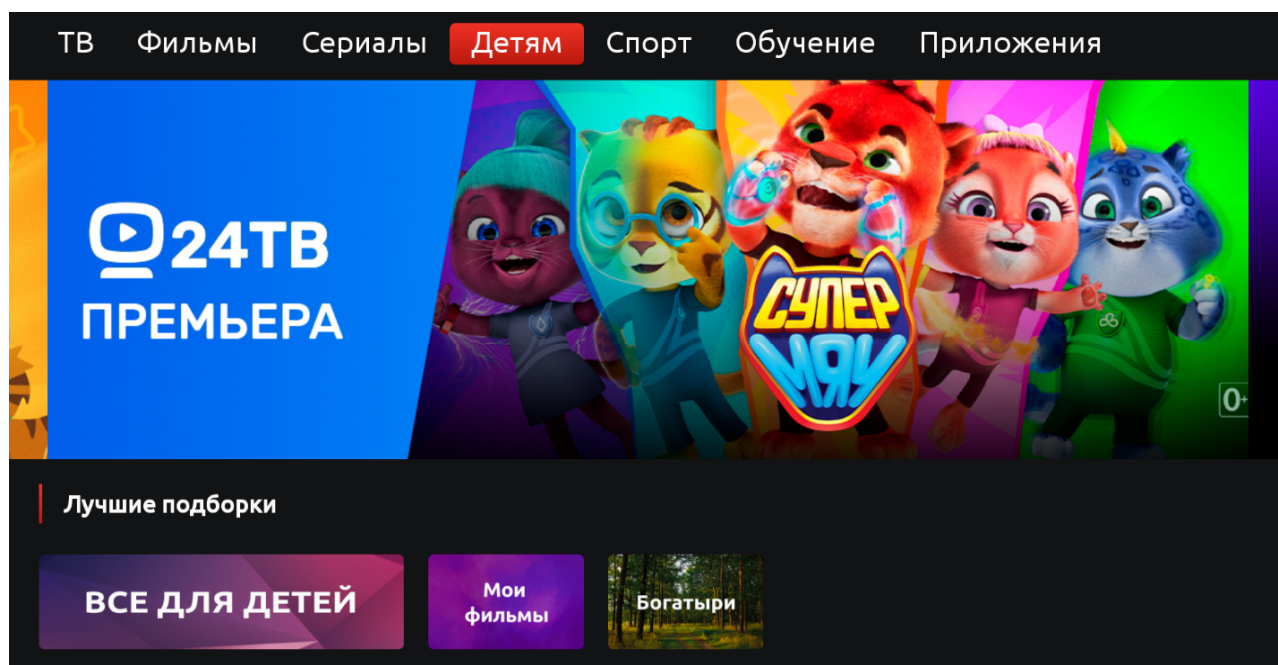 ТВ Фильмы Сериалы Детям Спорт Обучение Приложения
24ТВ
ПРЕМЬЕРА
СУПЕР
МЯУ
0+
Лучшие подборки
ВСЕ ДЛЯ ДЕТЕЙ
Мои
фильмы
Богатыри